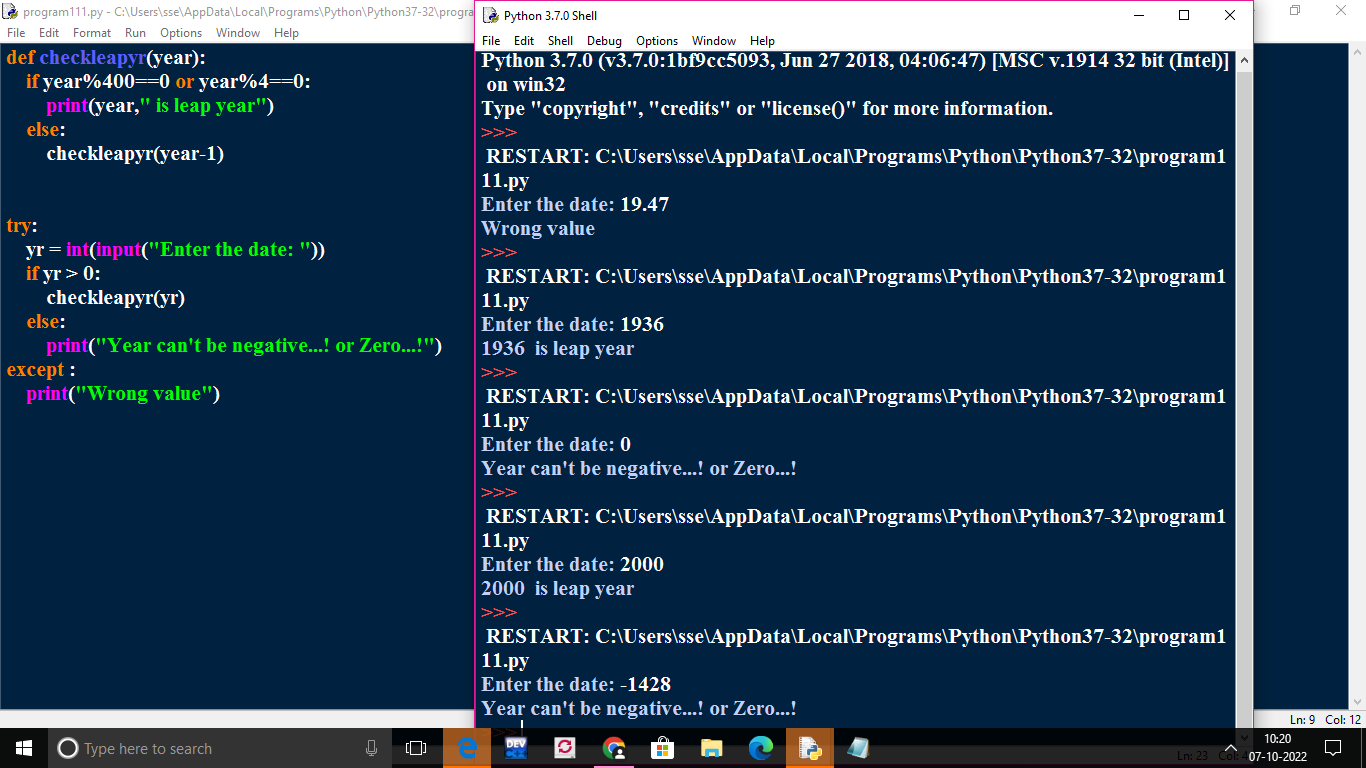 program111.py - C:\Users\sse\AppData\Local\Programs\Python\Python37-32\progra
File Edit Format Run Options Window Help
def checkleapyr(year):
if year%400==0 or year%4==0:
print(year," is leap year")
else:
checkleapyr(year-1)
try:
yr = int(input("Enter the date: "))
if yr > 0:
checkleapyr(yr)
else:
print("Year can't be negative...! or Zero...!")
except :
print("Wrong value")
Python 3.7.0 Shell
File Edit Shell Debug Options Window Help
Python 3.7.0 (v3.7.0:1bf9cc5093, Jun 27 2018, 04:06:47) [MSC v.1914 32 bit (Intel)]
on win32
Type "copyright", "credits" or "license()" for more information.
>>>
RESTART: C:\Users\sse\AppData\Local\Programs\Python\Python37-32\program1
11.py
Enter the date: 19.47
Wrong value
>>>
RESTART: C:\Users\sse\AppData\Local\Programs\Python\Python37-32\program1
11.py
Enter the date: 1936
1936  is leap year
>>>
RESTART: C:\Users\sse\AppData\Local\Programs\Python\Python37-32\program1
11.py
Enter the date: 0
Year can't be negative...! or Zero...!
>>>
RESTART: C:\Users\sse\AppData\Local\Programs\Python\Python37-32\program1
11.py
Enter the date: 2000
2000  is leap year
>>>
RESTART: C:\Users\sse\AppData\Local\Programs\Python\Python37-32\program1
11.py
Enter the date: -1428
Year can't be negative...! or Zero...!
>>>
Ln: 9 Col: 12
Ln: 23 Col: 
Type here to search
DEV
10:20
07-10-2022